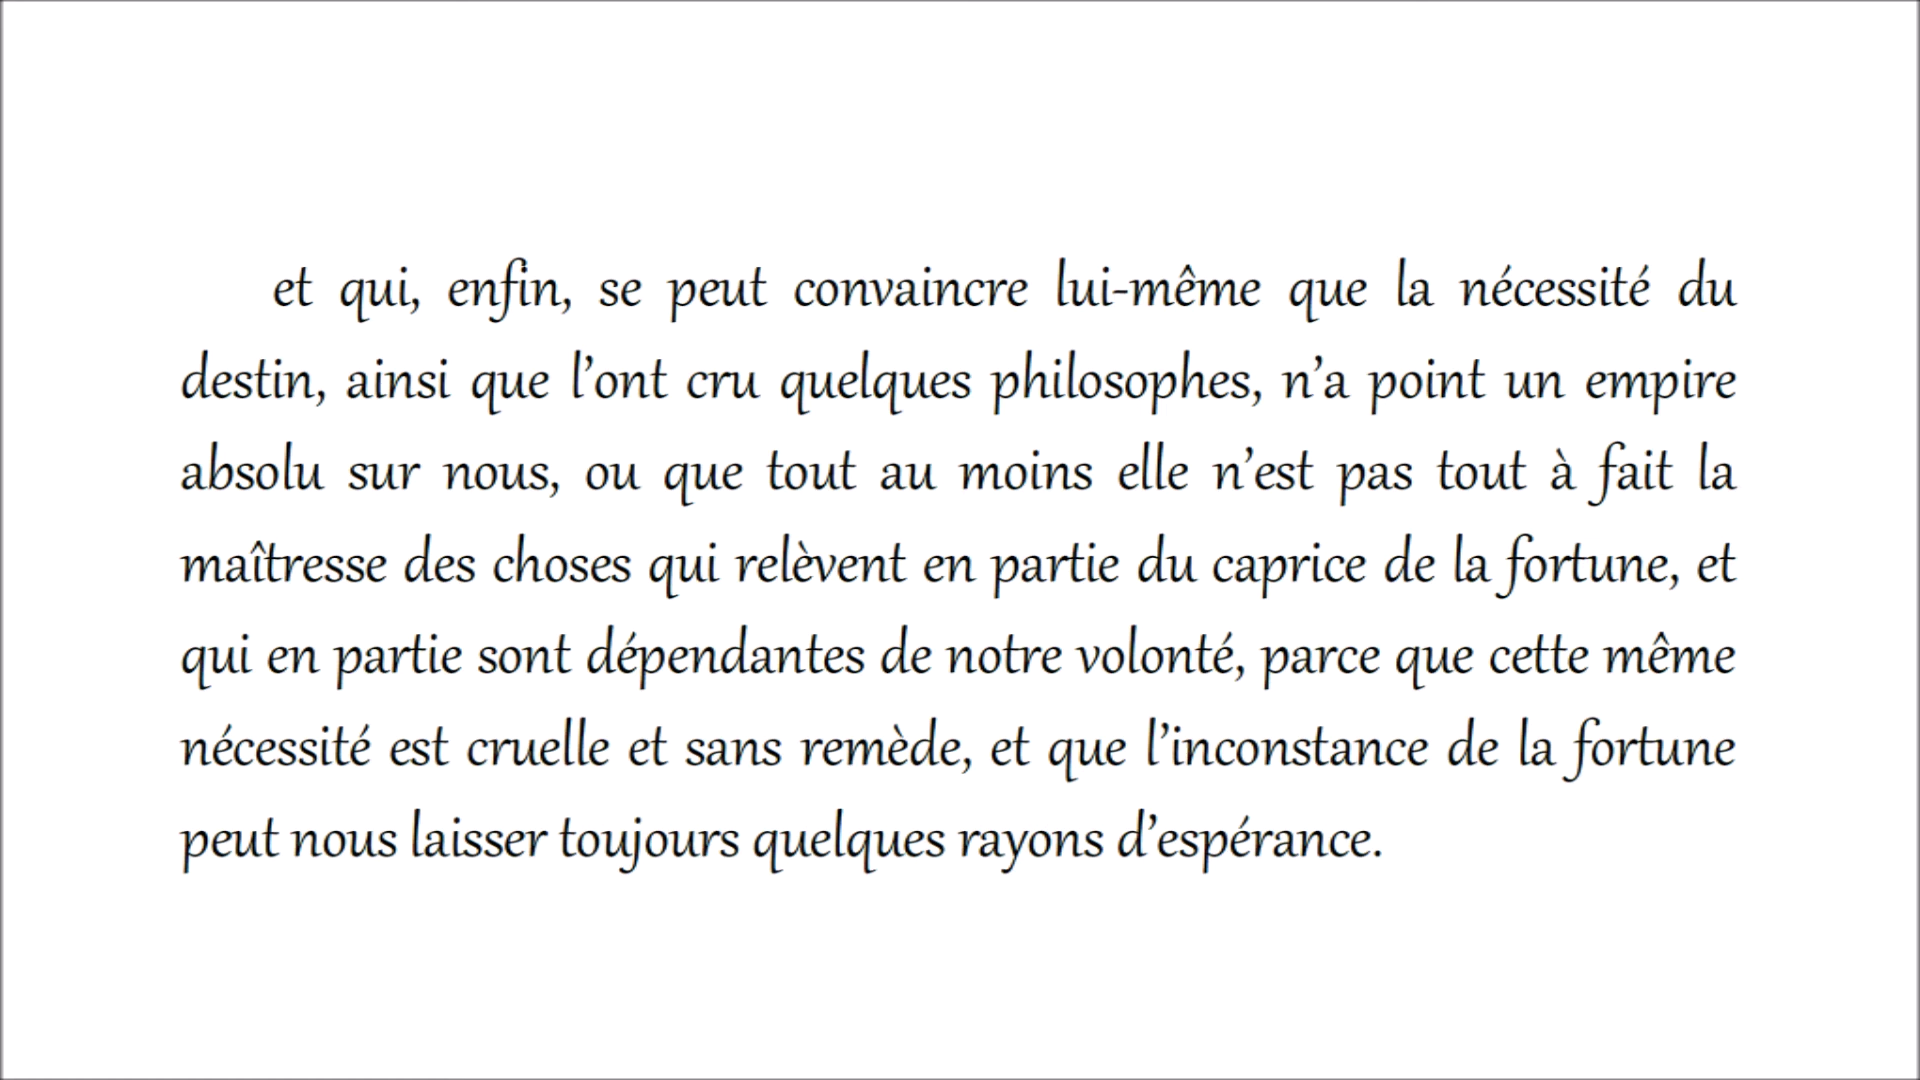 et qui, enfin, se peut convaincre lui-même que la nécessité du
destin, ainsi que l’ont cru quelques philosophes, n’a point un empire
absolu sur nous, ou que tout au moins elle n’est pas tout à fait la
maîtresse des choses qui relèvent en partie du caprice de la fortune, et
qui en partie sont dépendantes de notre volonté, parce que cette même
nécessité est cruelle et sans remède, et que l’inconstance de la fortune
peut nous laisser toujours quelques rayons d’espérance.